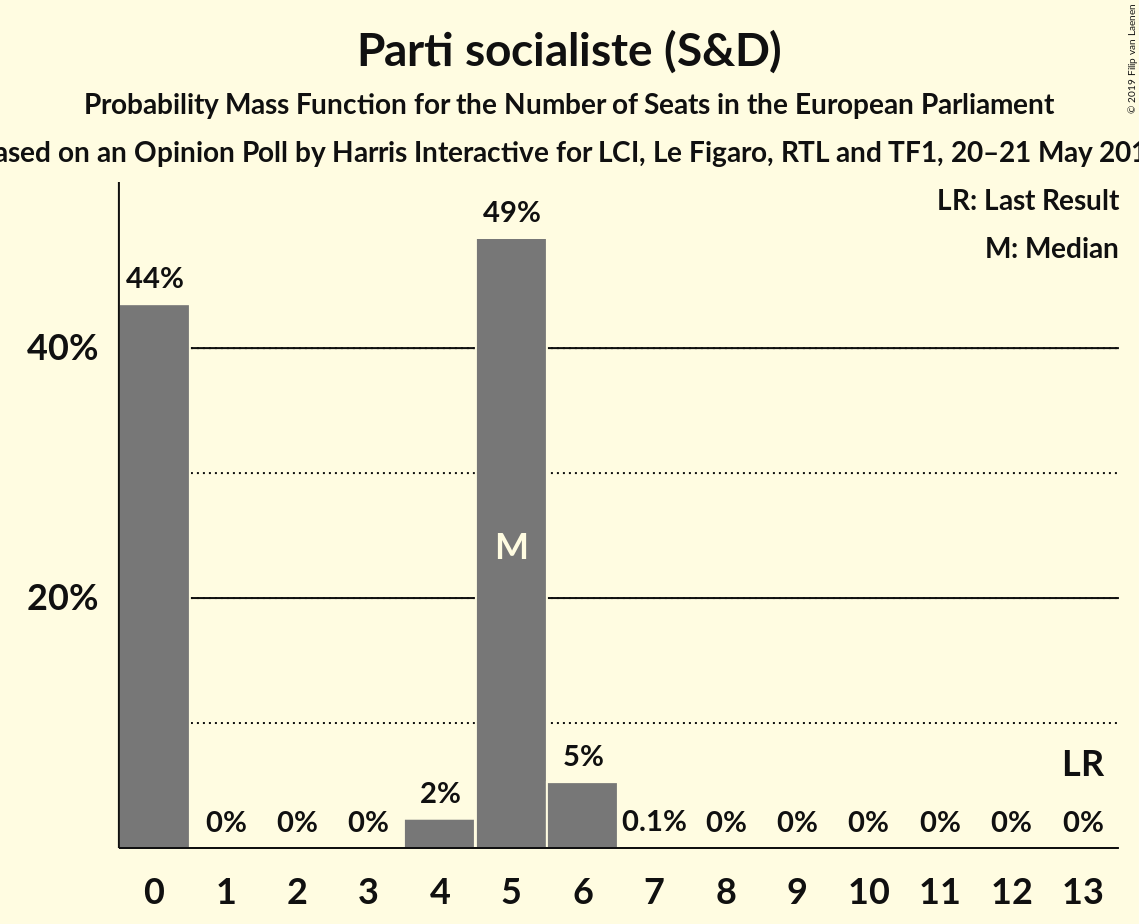 Parti socialiste (S&D)
Probability Mass Function for the Number of Seats in the European Parliament
ased on an Opinion Poll by Harris Interactive for LCI, Le Figaro, RTL and TF1, 20–21 May 201
© 2019 Filip van Laenen
LR: Last Result
M: Median
49%
44%
40%
M
20%
5%
LR
2%
0% 0% 0% 0.1% 0% 0% 0% 0% 0% 0%
0 1 2 3 4 5 6 7 8 9 10 11 12 13